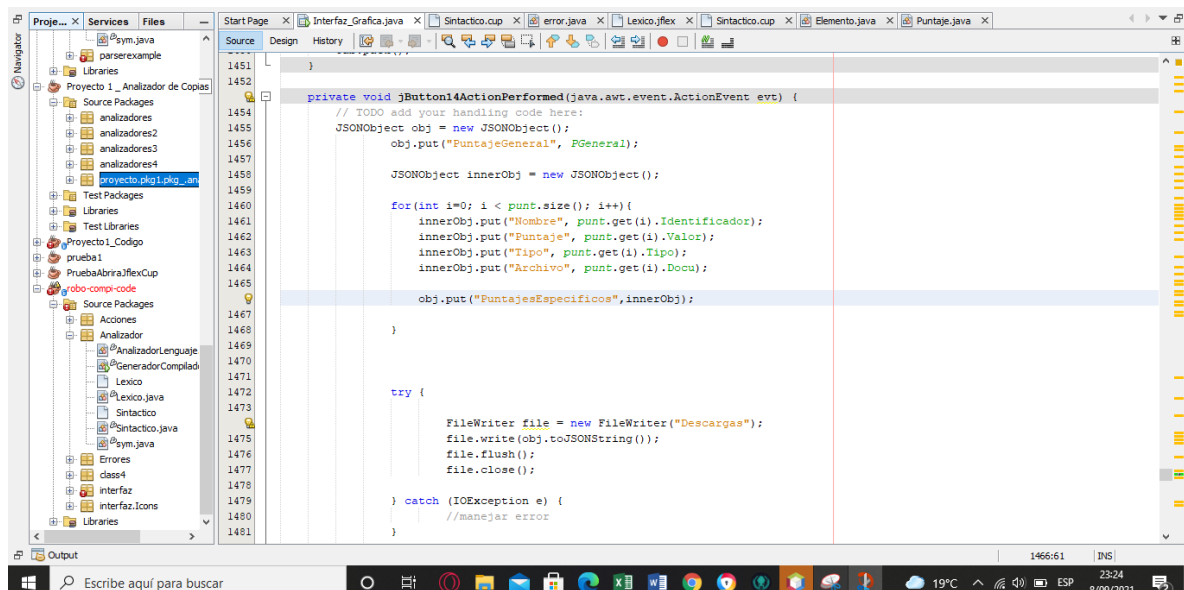 Proje... × Services Files —
Start Page × Interfaz_Grafica.java × Sintactico.cup × error.java × Lexico.jflex × Sintactico.cup × Elemento.java × Puntaje.java ×
Navigator
sym.java
parserexample
Libraries
Proyecto 1 _ Analizador de Copias
Source Packages
analizadores
analizadores2
analizadores3
analizadores4
proyecto.pkg1.pkg_.an
Test Packages
Libraries
Test Libraries
Proyecto1_Codigo
prueba1
PruebaAbriraJflexCup
robo-compi-code
Source Packages
Acciones
Analizador
AnalizadorLenguaje
GeneradorCompilad
Lexico
Lexico.java
Sintactico
Sintactico.java
sym.java
Errores
class4
interfaz
interfaz.Icons
Libraries
Source Design History
1451 }
1452
private void jButton14ActionPerformed(java.awt.event.ActionEvent evt) {
1454 // TODO add your handling code here:
1455 JSONObject obj = new JSONObject();
1456 obj.put("PuntajeGeneral", PGeneral);
1457
1458 JSONObject innerObj = new JSONObject();
1459
1460 for(int i=0; i < punt.size(); i++){
1461 innerObj.put("Nombre", punt.get(i).Identificador);
1462 innerObj.put("Puntaje", punt.get(i).Valor);
1463 innerObj.put("Tipo", punt.get(i).Tipo);
1464 innerObj.put("Archivo", punt.get(i).Docu);
1465
obj.put("PuntajesEspecificos",innerObj);
1467
1468 }
1469
1470
1471
1472 try {
1473
FileWriter file = new FileWriter("Descargas");
1475 file.write(obj.toJSONString());
1476 file.flush();
1477 file.close();
1478
1479 } catch (IOException e) {
1480 //manejar error
1481 }
Output
1466:61 INS
Escribe aquí para buscar
19°C ESP 23:24